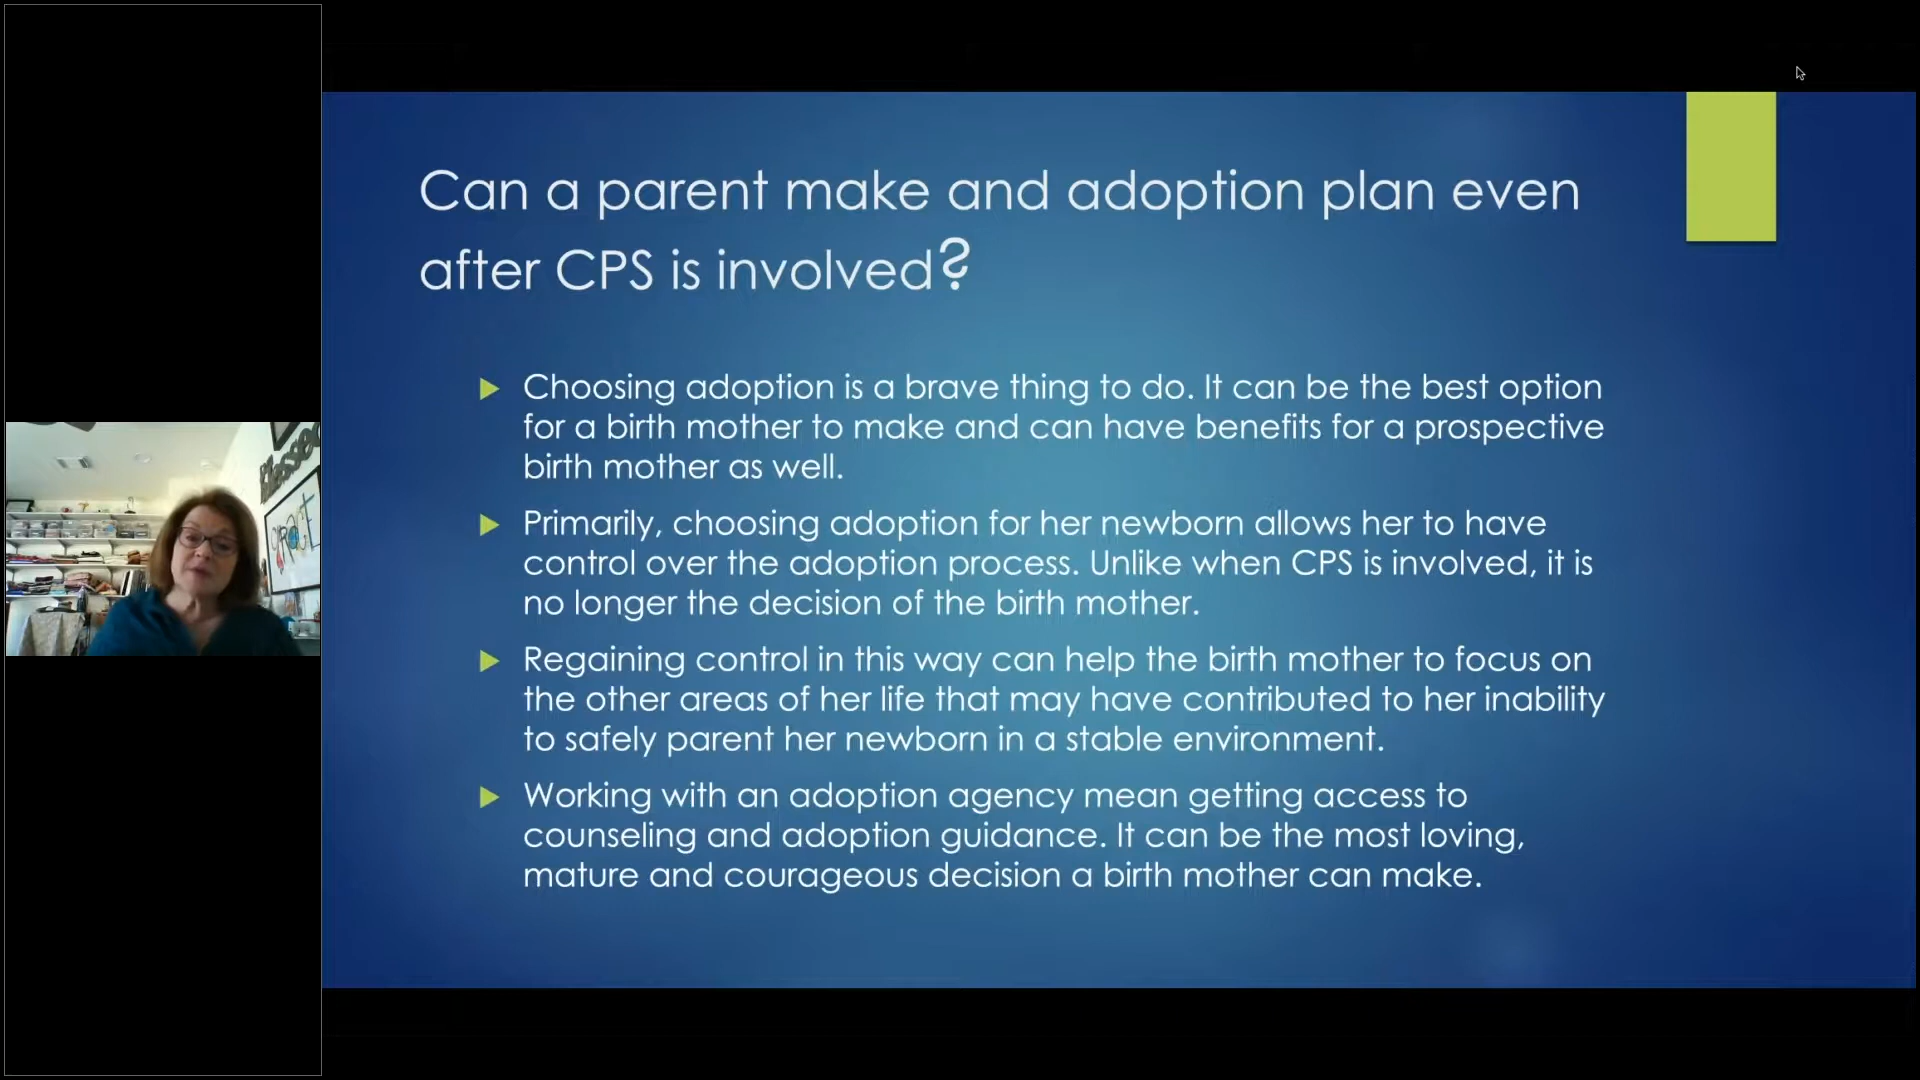 Can a parent make and adoption plan even
after CPS is involved?
Choosing adoption is a brave thing to do. It can be the best option
for a birth mother to make and can have benefits for a prospective
birth mother as well.
Primarily, choosing adoption for her newborn allows her to have
control over the adoption process. Unlike when CPS is involved, it is
no longer the decision of the birth mother.
Regaining control in this way can help the birth mother to focus on
the other areas of her life that may have contributed to her inability
to safely parent her newborn in a stable environment.
Working with an adoption agency mean getting access to
counseling and adoption guidance. It can be the most loving,
mature and courageous decision a birth mother can make.